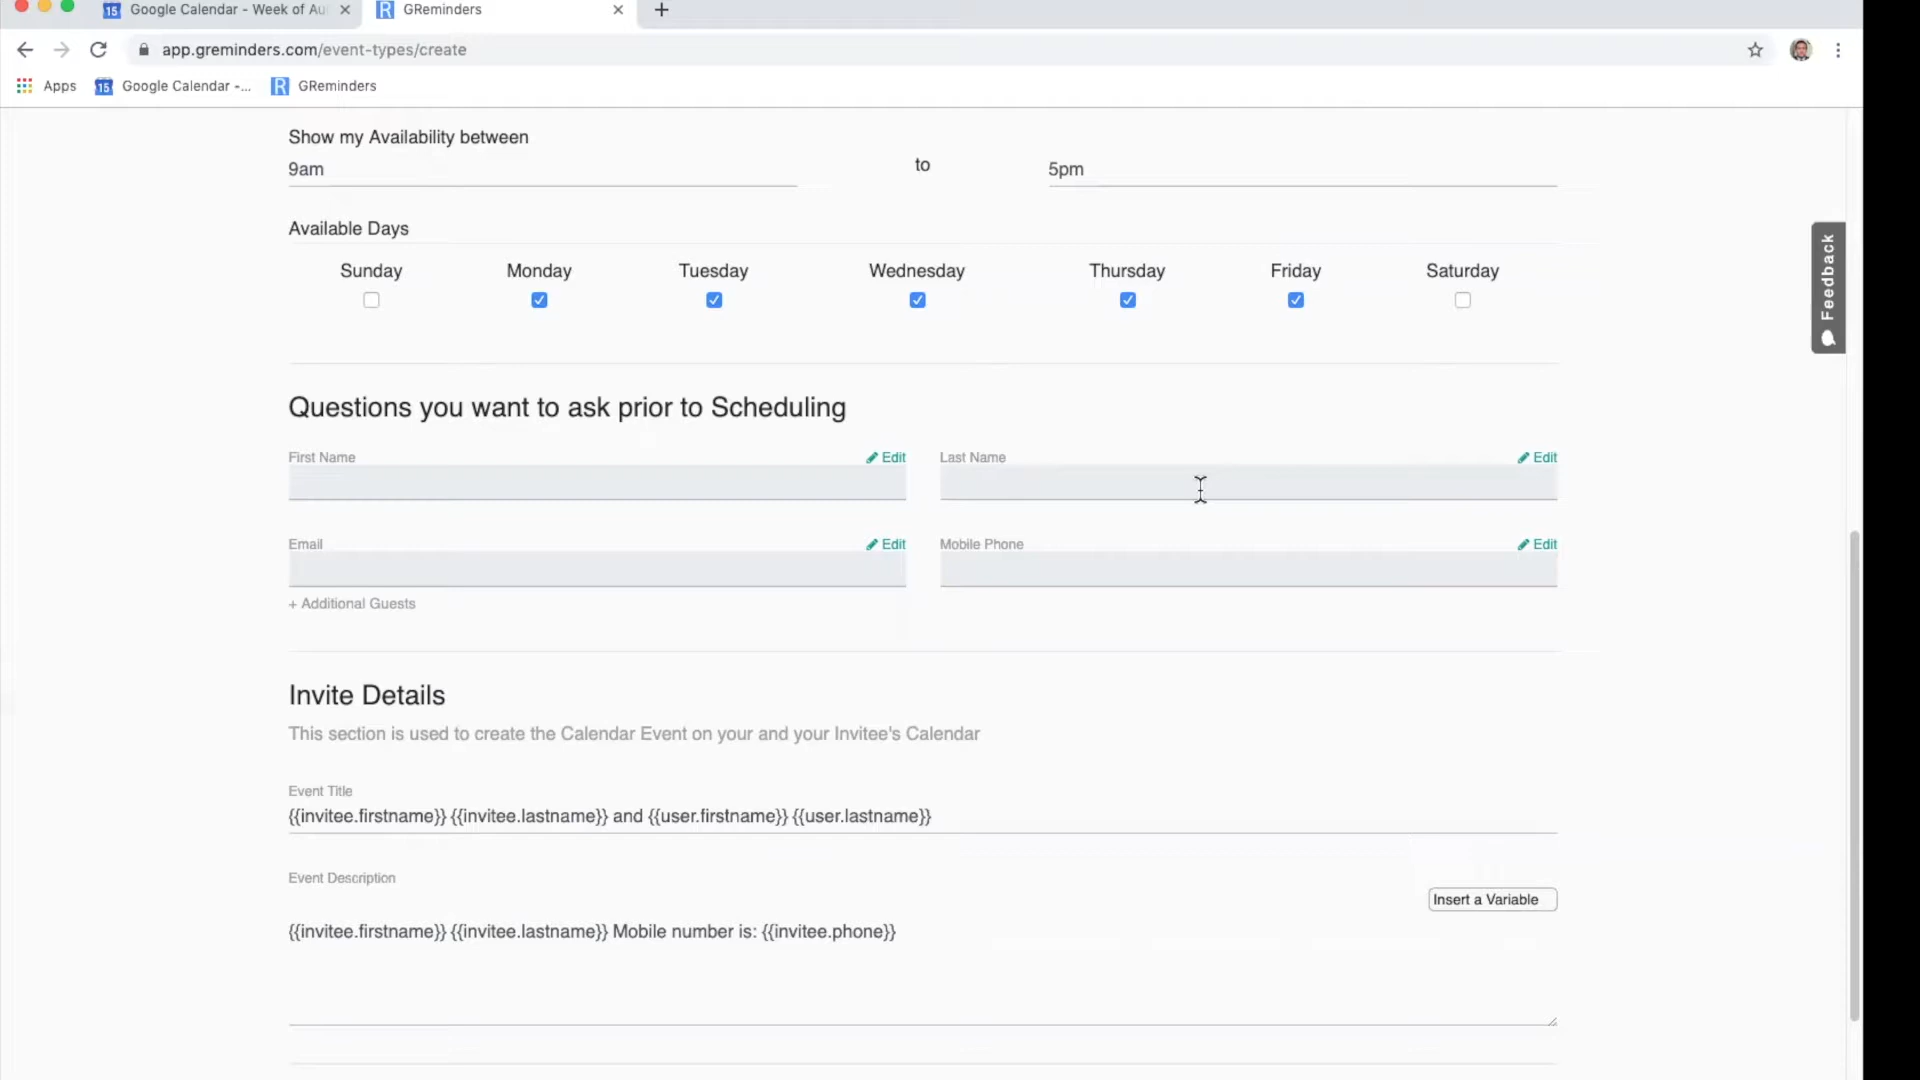 15 Google Calendar - Week of Au
GReminders
app.greminders.com/event-types/create
Apps
15 Google Calendar -...
R GReminders
Show my Availability between
9am to 5pm
Available Days
Sunday Monday Tuesday Wednesday Thursday Friday Saturday
Feedback
Questions you want to ask prior to Scheduling
First Name Edit Last Name Edit
Email Edit Mobile Phone Edit
+ Additional Guests
Invite Details
This section is used to create the Calendar Event on your and your Invitee's Calendar
Event Title
{{invitee.firstname}} {{invitee.lastname}} and {{user.firstname}} {{user.lastname}}
Event Description
Insert a Variable
{{invitee.firstname}} {{invitee.lastname}} Mobile number is: {{invitee.phone}}